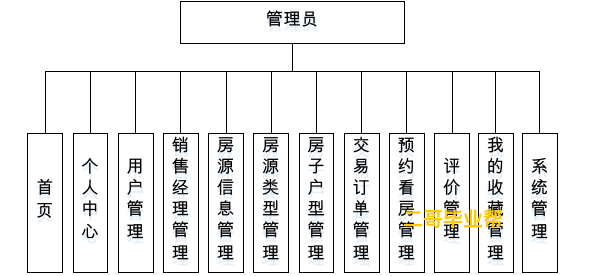 管理员
首页
个人中心
用户管理
销售经理管理
房源信息管理
房源类型管理
房子户型管理
交易订单管理
预约看房管理
评价管理
我的收藏管理
系统管理
二哥毕业帮